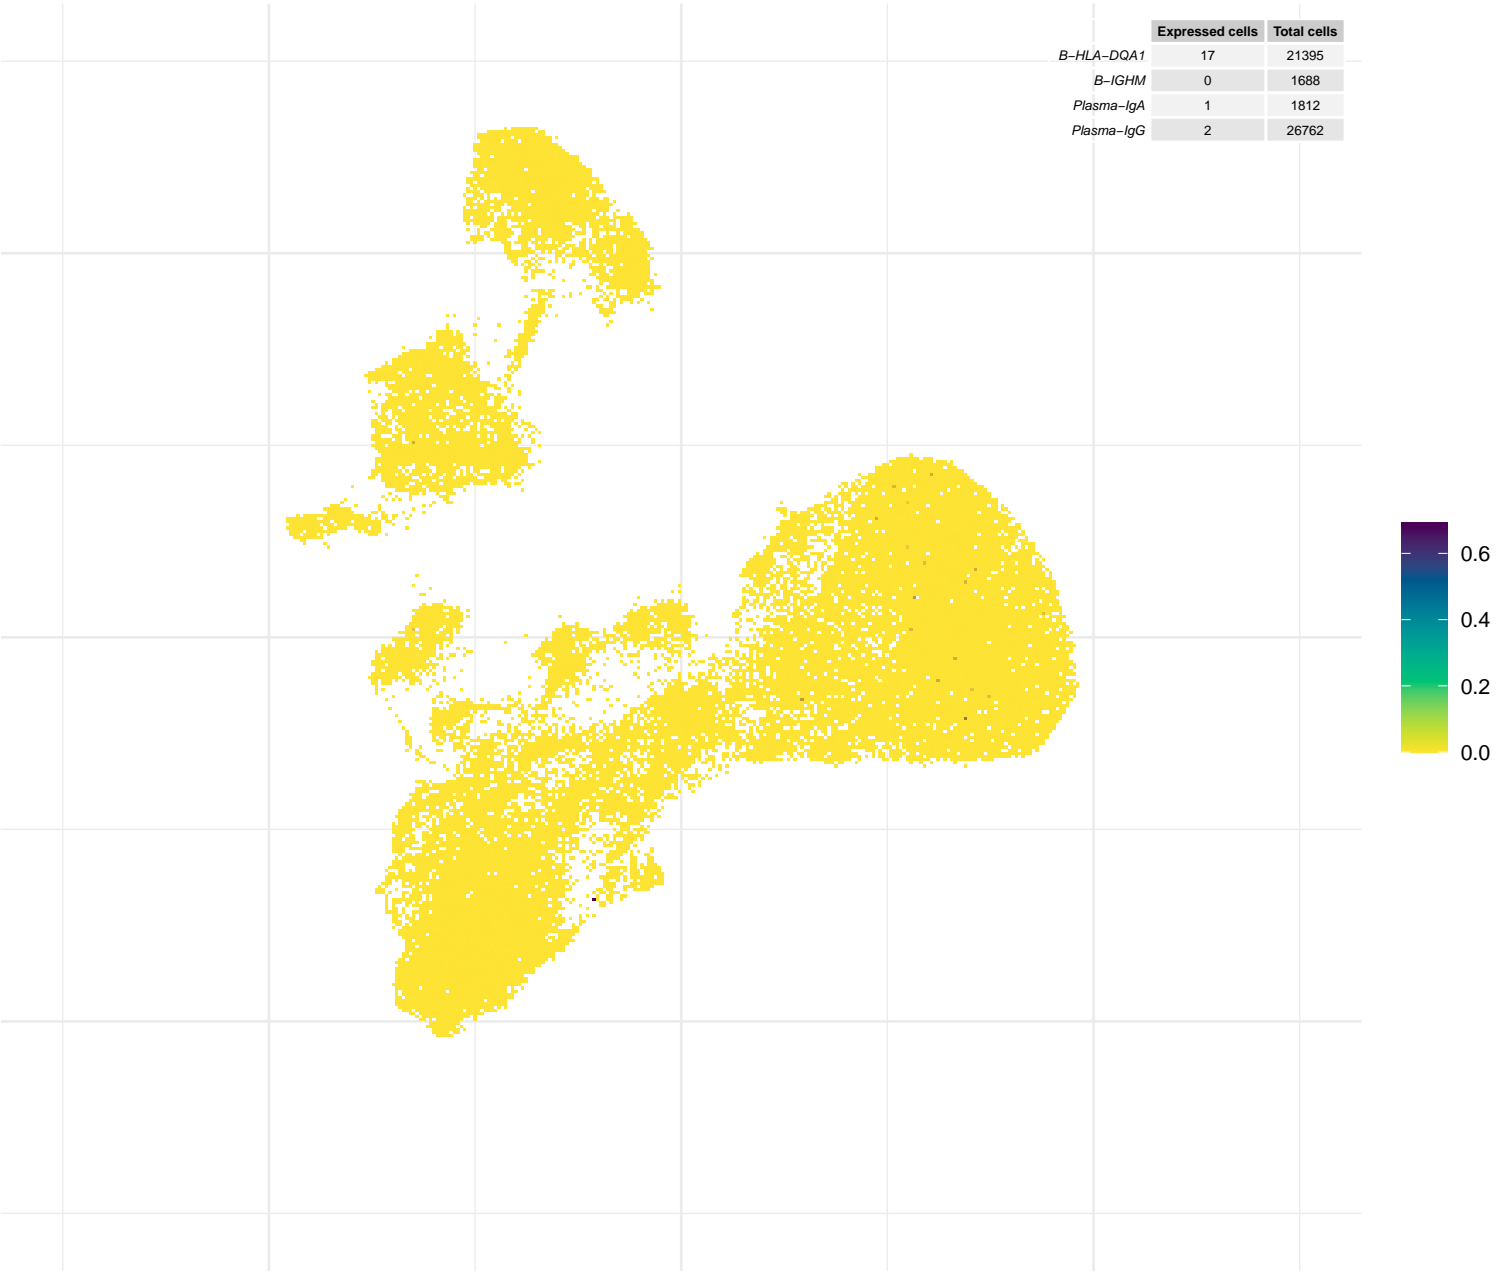 Expressed cells Total cells
B−HLA−DQA1 17 21395
B−IGHM 0 1688
Plasma−IgA 1 1812
Plasma−IgG 2 26762
0.6
0.4
0.2
0.0